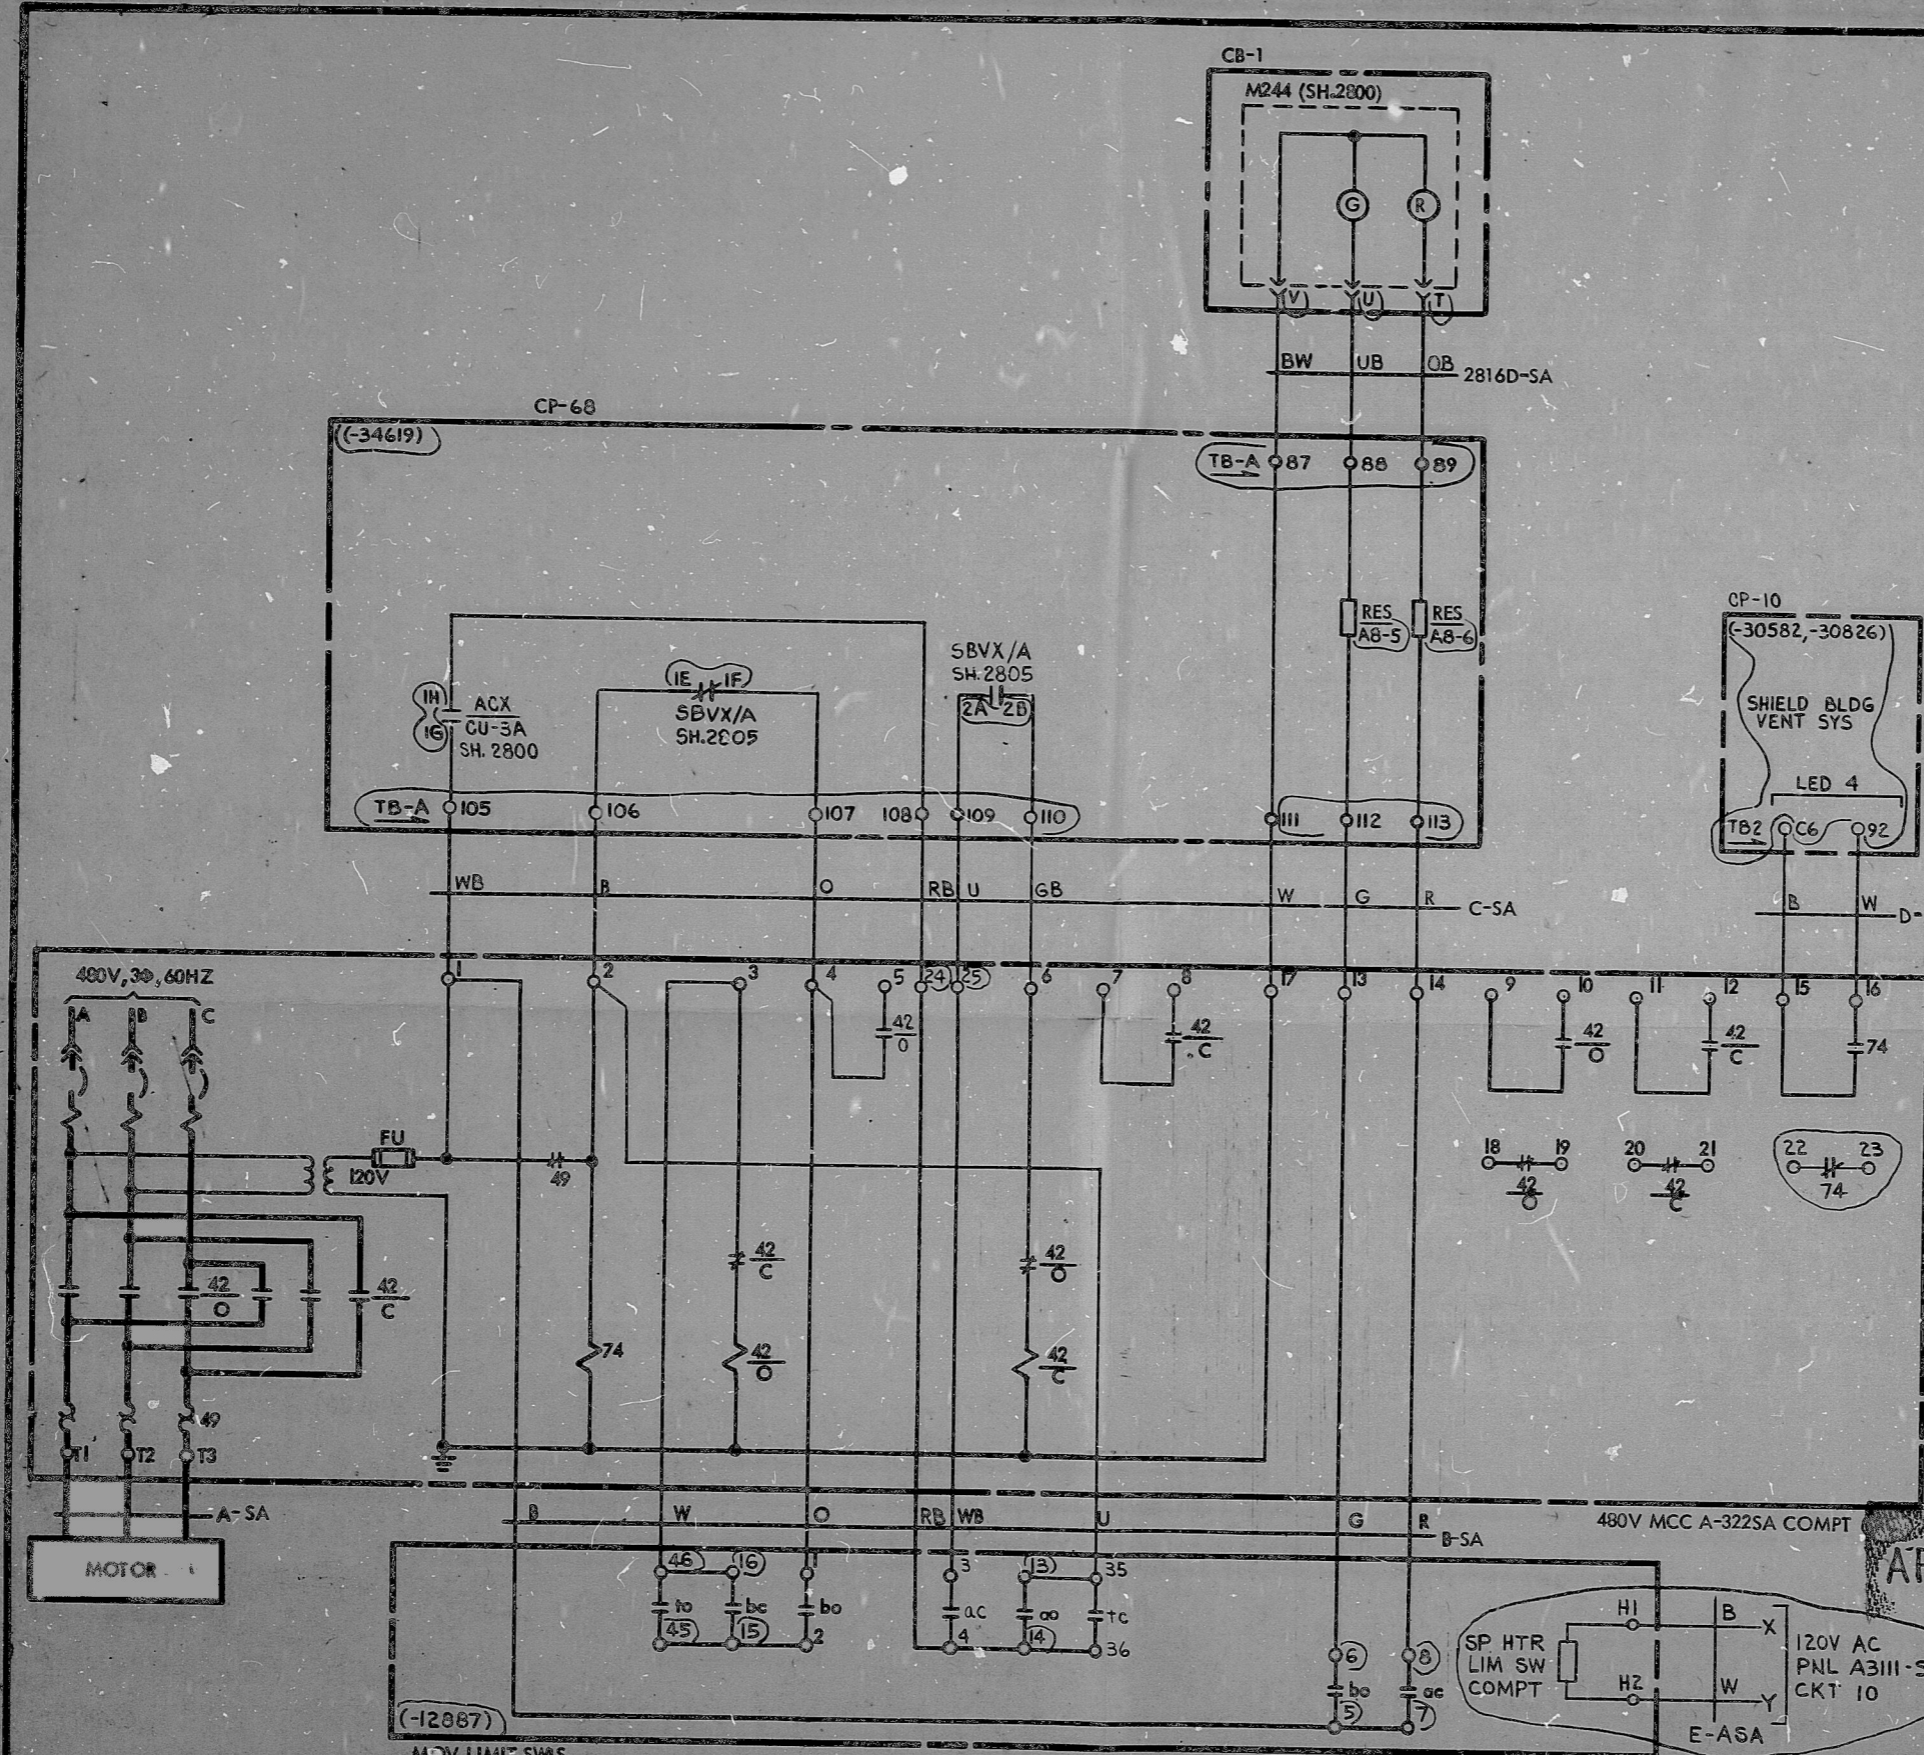 CB-1
M244 (SH.2800)
G R
V U T
BW UB OB 2816D-SA
CP-68
(-34619)
TB-A 87 88 89
RES A8-5
RES A8-6
CP-10
(-30582,-30826)
SHIELD BLDG
VENT SYS
LED 4
TB2 C6 92
B W D-
1H
1G
ACX
CU-3A
SH. 2800
1E 1F
SBVX/A
SH.2805
SBVX/A
SH.2805
2A 2B
TB-A 105 106 107 108 109 110 111 112 113
WB B O RB U GB W G R C-SA
480V,3Φ,60HZ
A B C
1 2 3 4 5 24 25 6 7 8 17 13 14 9 10 11 12 15 16
42
O
42
C
42
O
42
C
74
FU
120V
49
18 19
42
O
20 21
42
C
22 23
74
42
C
42
O
42
O
42
C
74
42
O
42
C
49
T1 T2 T3
A-SA
MOTOR
B W O RB WB U G R B-SA
480V MCC A-322SA COMPT
46 16 1 3 13 35
to bc bo ac ao tc
45 15 2 4 14 36
6 8
bo ac
5 7
(-12887)
MOV LIMIT SWS
SP HTR
LIM SW
COMPT
H1 B X
H2 W Y
E-ASA
120V AC
PNL A3111-S
CKT 10